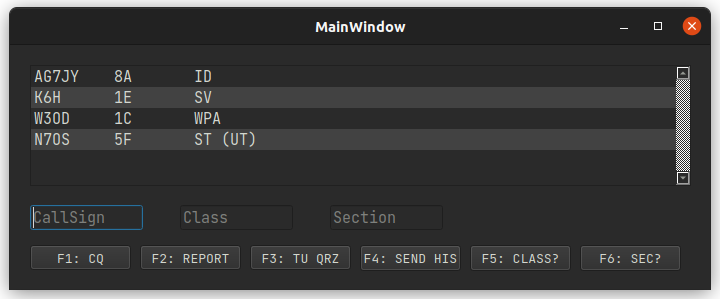 MainWindow
AG7JY 8A ID
K6H 1E SV
W3OD 1C WPA
N7OS 5F ST (UT)
CallSign Class Section
F1: CQ F2: REPORT F3: TU QRZ F4: SEND HIS F5: CLASS? F6: SEC?